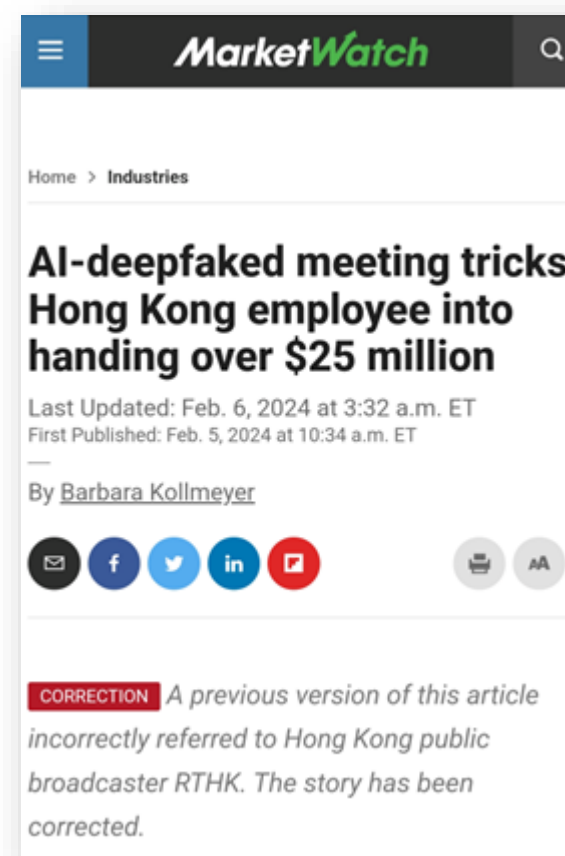 MarketWatch
Home > Industries
AI-deepfaked meeting tricks
Hong Kong employee into
handing over $25 million
Last Updated: Feb. 6, 2024 at 3:32 a.m. ET
First Published: Feb. 5, 2024 at 10:34 a.m. ET
By Barbara Kollmeyer
f in AA
CORRECTION A previous version of this article
incorrectly referred to Hong Kong public
broadcaster RTHK. The story has been
corrected.